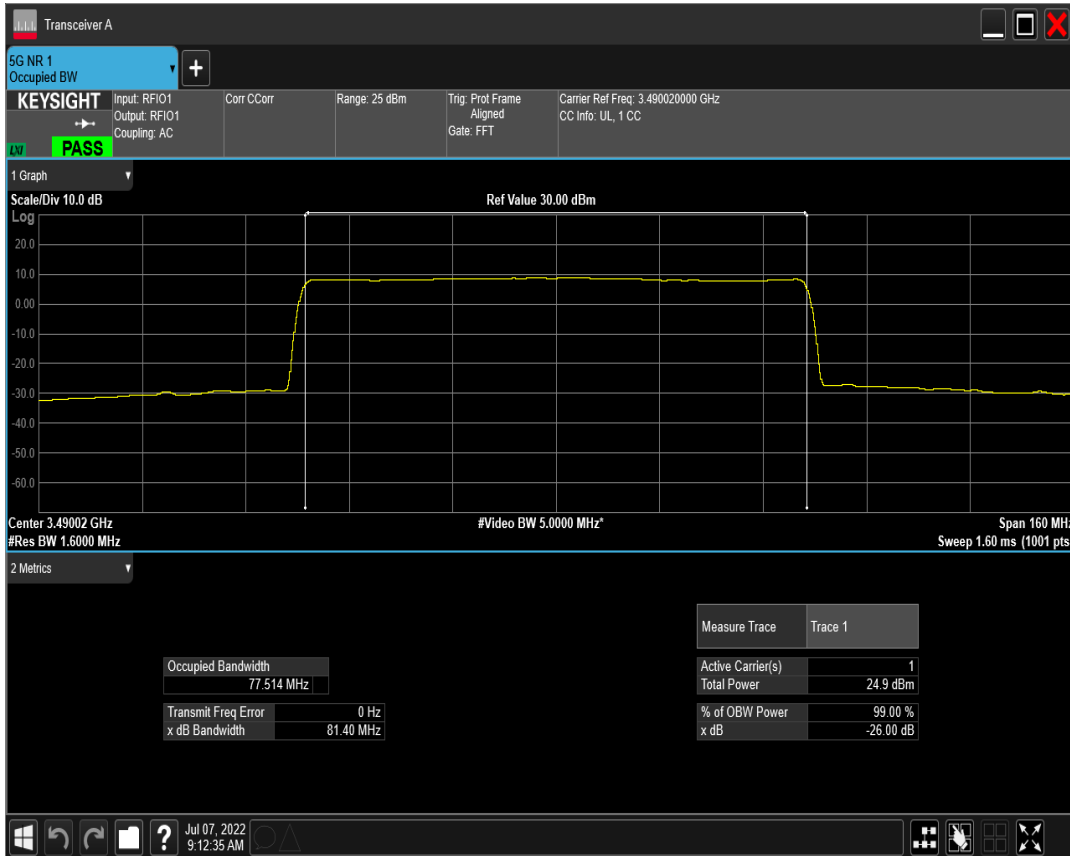 Transceiver A
5G NR 1
Occupied BW
+
KEYSIGHT
LXI
PASS
Input: RFIO1
Output: RFIO1
Coupling: AC
Corr CCorr
Range: 25 dBm
Trig: Prot Frame
Aligned
Gate: FFT
Carrier Ref Freq: 3.490020000 GHz
CC Info: UL, 1 CC
1 Graph
Scale/Div 10.0 dB
Ref Value 30.00 dBm
Log
20.0
10.0
0.00
-10.0
-20.0
-30.0
-40.0
-50.0
-60.0
Center 3.49002 GHz
#Video BW 5.0000 MHz*
Span 160 MHz
#Res BW 1.6000 MHz
Sweep 1.60 ms (1001 pts
2 Metrics
Measure Trace Trace 1
Occupied Bandwidth
77.514 MHz
Active Carrier(s) 1
Total Power 24.9 dBm
Transmit Freq Error 0 Hz
x dB Bandwidth 81.40 MHz
% of OBW Power 99.00 %
x dB -26.00 dB
?
Jul 07, 2022
9:12:35 AM